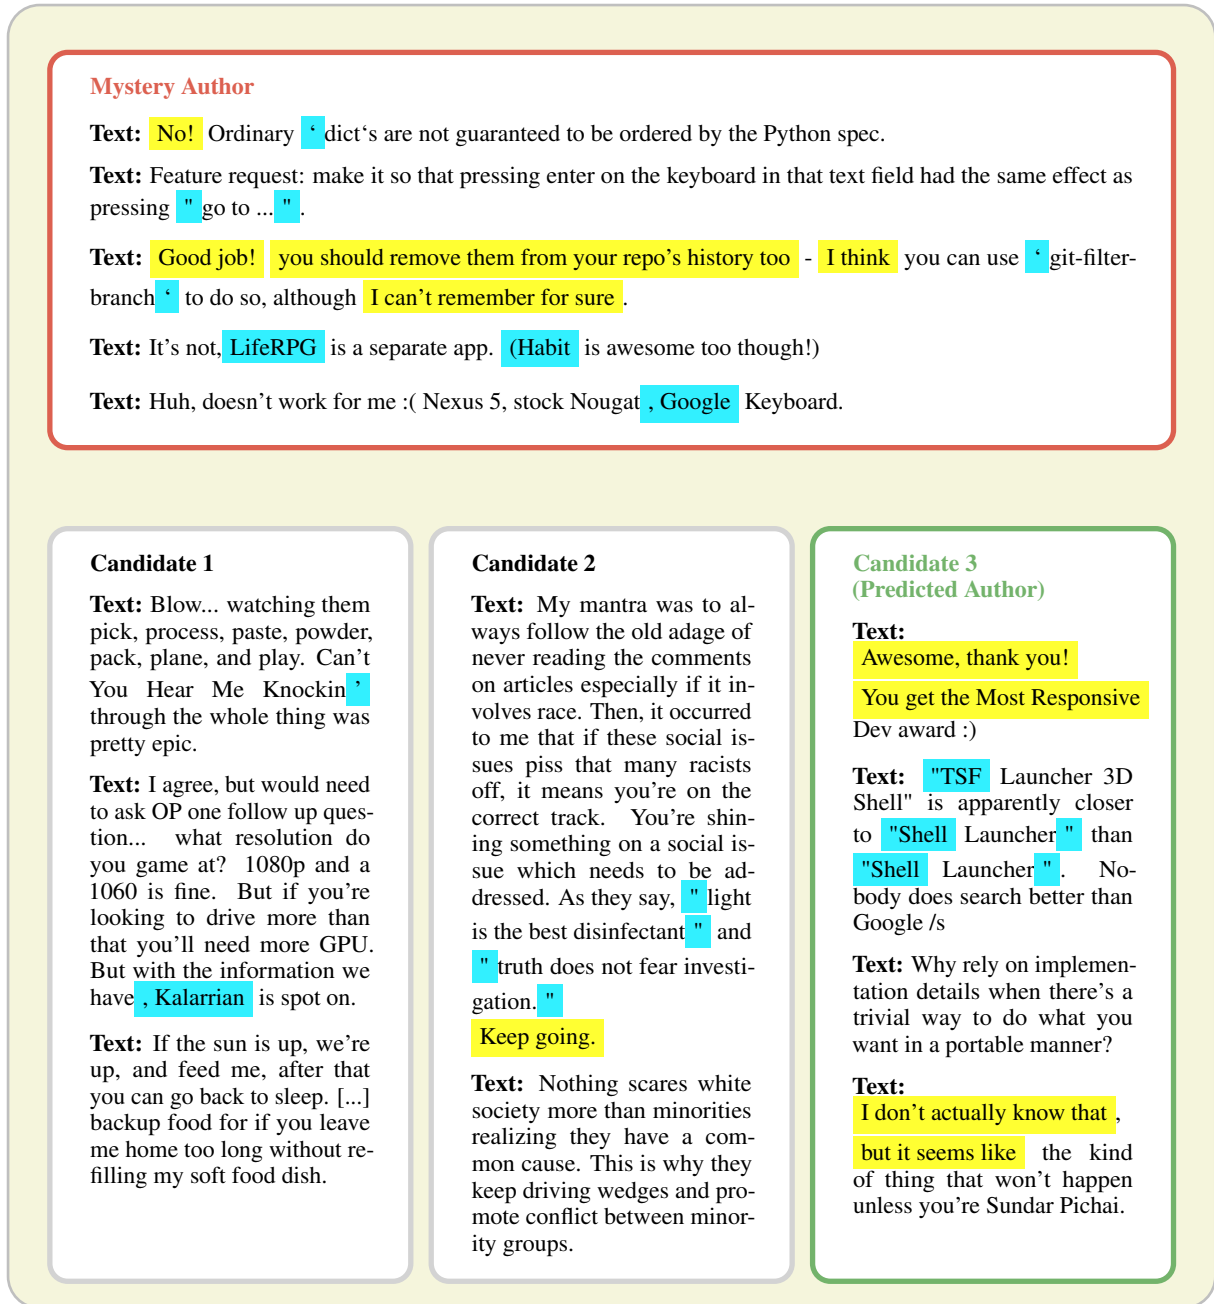 Mystery Author
Text: No! Ordinary ‘dict‘s are not guaranteed to be ordered by the Python spec.
Text: Feature request: make it so that pressing enter on the keyboard in that text field had the same effect as
pressing "go to ...".
Text: Good job! you should remove them from your repo's history too - I think you can use ‘git-filter-
branch‘ to do so, although I can't remember for sure.
Text: It's not, LifeRPG is a separate app. (Habit is awesome too though!)
Text: Huh, doesn't work for me :( Nexus 5, stock Nougat, Google Keyboard.
Candidate 1
Text: Blow... watching them
pick, process, paste, powder,
pack, plane, and play. Can't
You Hear Me Knockin’
through the whole thing was
pretty epic.
Text: I agree, but would need
to ask OP one follow up ques-
tion... what resolution do
you game at? 1080p and a
1060 is fine. But if you're
looking to drive more than
that you'll need more GPU.
But with the information we
have, Kalarrian is spot on.
Text: If the sun is up, we're
up, and feed me, after that
you can go back to sleep. [...]
backup food for if you leave
me home too long without re-
filling my soft food dish.
Candidate 2
Text: My mantra was to al-
ways follow the old adage of
never reading the comments
on articles especially if it in-
volves race. Then, it occurred
to me that if these social is-
sues piss that many racists
off, it means you're on the
correct track. You're shin-
ing something on a social is-
sue which needs to be ad-
dressed. As they say, "light
is the best disinfectant" and
"truth does not fear investi-
gation."
Keep going.
Text: Nothing scares white
society more than minorities
realizing they have a com-
mon cause. This is why they
keep driving wedges and pro-
mote conflict between minor-
ity groups.
Candidate 3
(Predicted Author)
Text:
Awesome, thank you!
You get the Most Responsive
Dev award :)
Text: "TSF Launcher 3D
Shell" is apparently closer
to "Shell Launcher" than
"Shell Launcher". No-
body does search better than
Google /s
Text: Why rely on implemen-
tation details when there's a
trivial way to do what you
want in a portable manner?
Text:
I don't actually know that,
but it seems like the kind
of thing that won't happen
unless you're Sundar Pichai.